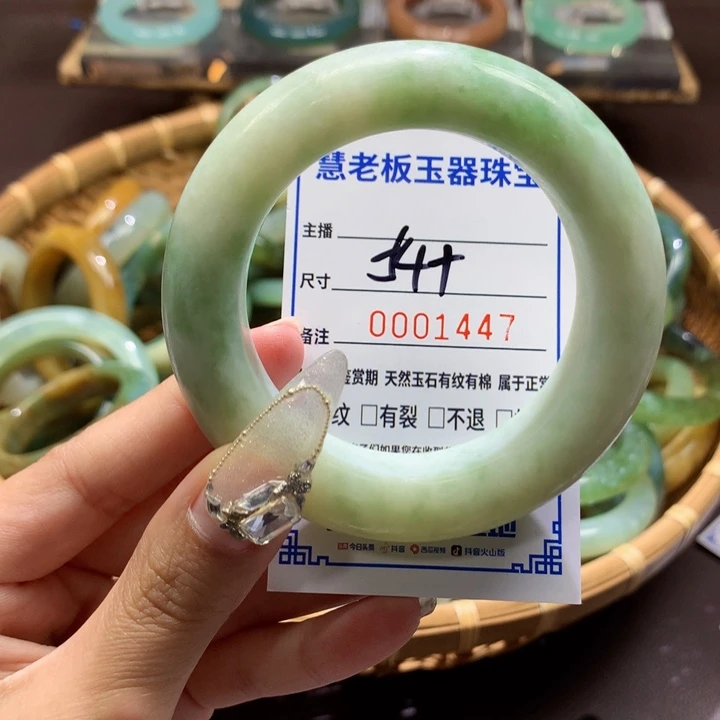 慧老板玉器珠宝
主播
尺寸 54+
备注 0001447
鉴赏期 天然玉石有纹有棉 属于正常
纹 □有裂 □不退 □
今日头条 抖音 西瓜视频 抖音火山版